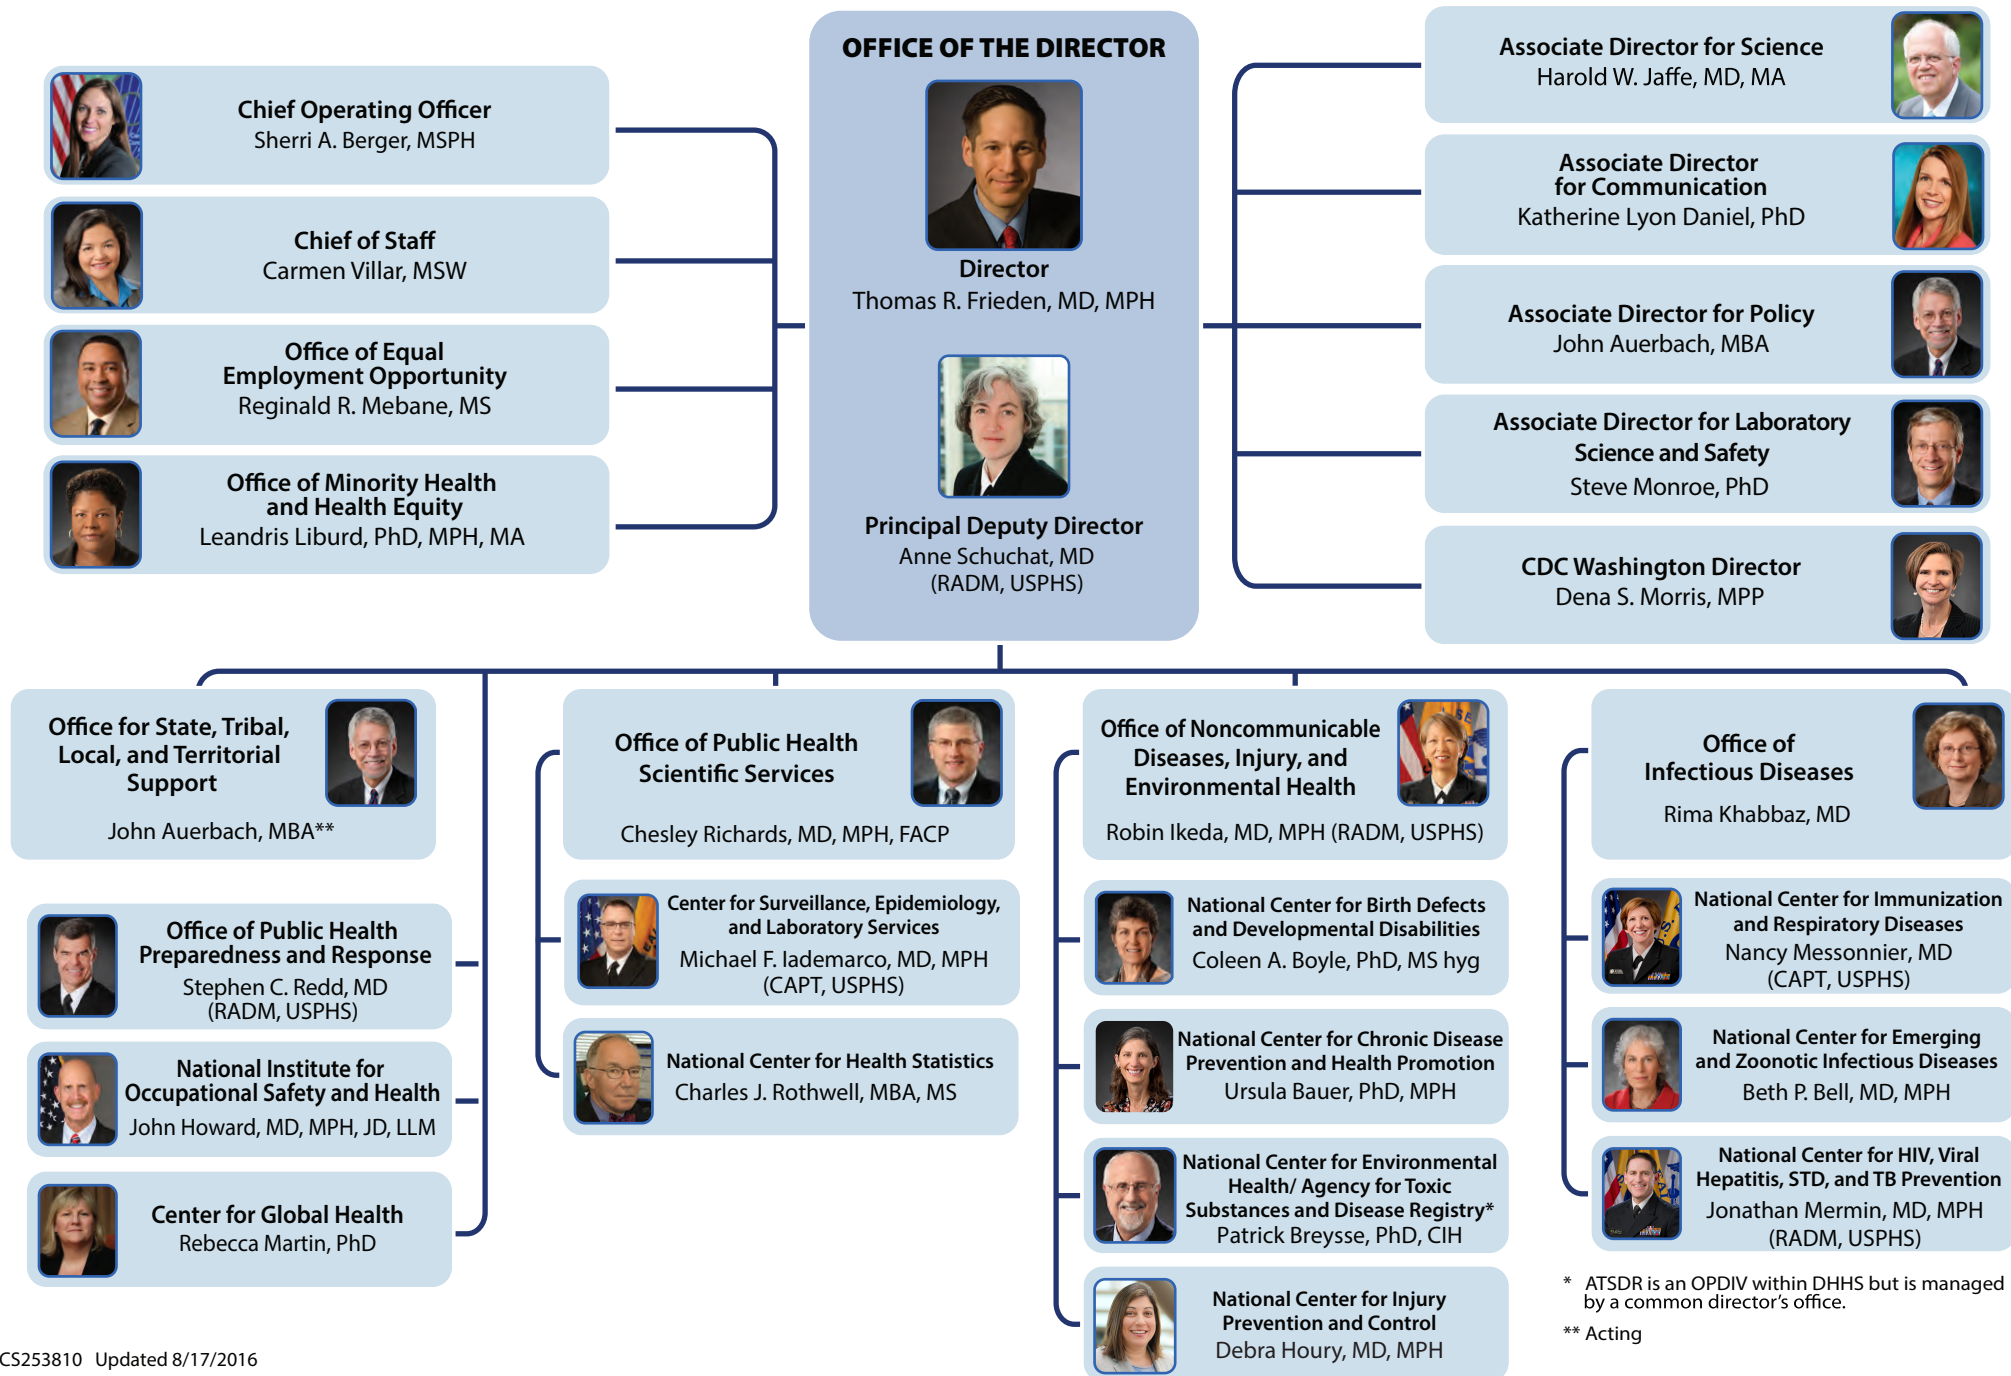 OFFICE OF THE DIRECTOR
Director
Thomas R. Frieden, MD, MPH
Principal Deputy Director
Anne Schuchat, MD
(RADM, USPHS)
Chief Operating Officer
Sherri A. Berger, MSPH
Chief of Staff
Carmen Villar, MSW
Office of Equal
Employment Opportunity
Reginald R. Mebane, MS
Office of Minority Health
and Health Equity
Leandris Liburd, PhD, MPH, MA
Associate Director for Science
Harold W. Jaffe, MD, MA
Associate Director
for Communication
Katherine Lyon Daniel, PhD
Associate Director for Policy
John Auerbach, MBA
Associate Director for Laboratory
Science and Safety
Steve Monroe, PhD
CDC Washington Director
Dena S. Morris, MPP
Office for State, Tribal,
Local, and Territorial
Support
John Auerbach, MBA**
Office of Public Health
Preparedness and Response
Stephen C. Redd, MD
(RADM, USPHS)
National Institute for
Occupational Safety and Health
John Howard, MD, MPH, JD, LLM
Center for Global Health
Rebecca Martin, PhD
Office of Public Health
Scientific Services
Chesley Richards, MD, MPH, FACP
Center for Surveillance, Epidemiology,
and Laboratory Services
Michael F. Iademarco, MD, MPH
(CAPT, USPHS)
National Center for Health Statistics
Charles J. Rothwell, MBA, MS
Office of Noncommunicable
Diseases, Injury, and
Environmental Health
Robin Ikeda, MD, MPH (RADM, USPHS)
National Center for Birth Defects
and Developmental Disabilities
Coleen A. Boyle, PhD, MS hyg
National Center for Chronic Disease
Prevention and Health Promotion
Ursula Bauer, PhD, MPH
National Center for Environmental
Health/ Agency for Toxic
Substances and Disease Registry*
Patrick Breysse, PhD, CIH
National Center for Injury
Prevention and Control
Debra Houry, MD, MPH
Office of
Infectious Diseases
Rima Khabbaz, MD
National Center for Immunization
and Respiratory Diseases
Nancy Messonnier, MD
(CAPT, USPHS)
National Center for Emerging
and Zoonotic Infectious Diseases
Beth P. Bell, MD, MPH
National Center for HIV, Viral
Hepatitis, STD, and TB Prevention
Jonathan Mermin, MD, MPH
(RADM, USPHS)
* ATSDR is an OPDIV within DHHS but is managed
by a common director's office.
** Acting
CS253810 Updated 8/17/2016